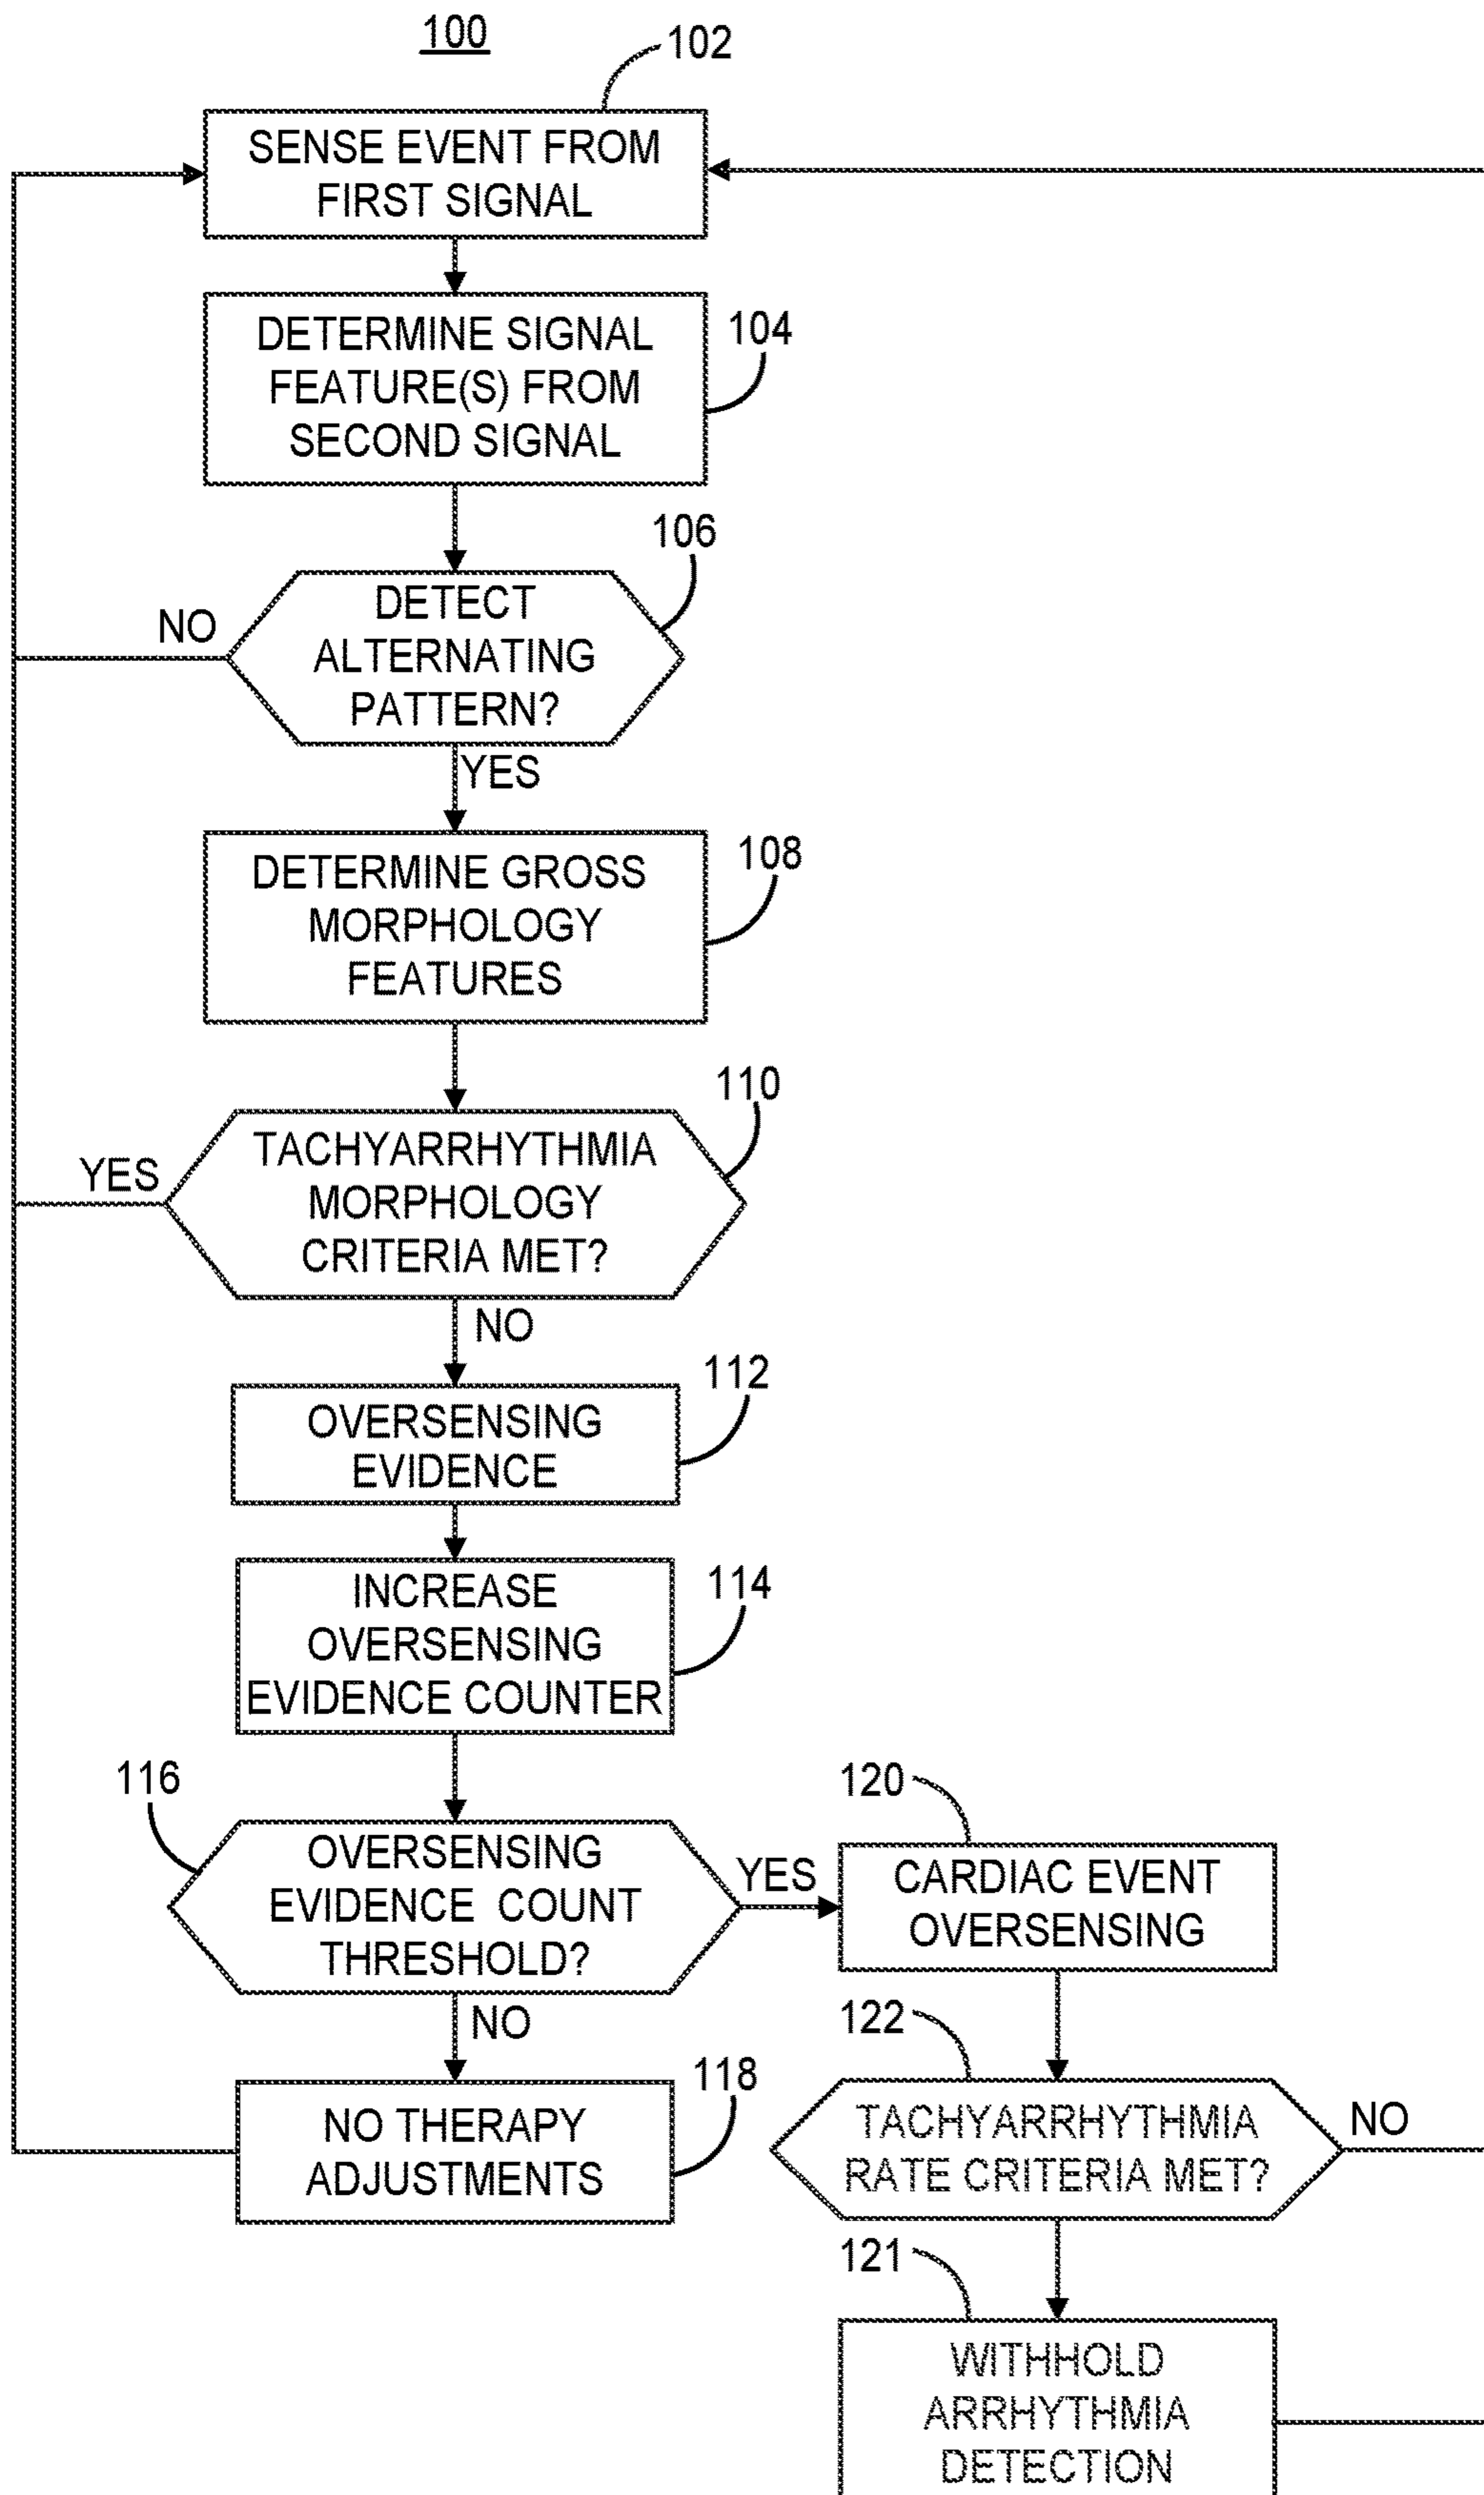 100
102
SENSE EVENT FROM
FIRST SIGNAL
DETERMINE SIGNAL
FEATURE(S) FROM
SECOND SIGNAL
104
106
DETECT
ALTERNATING
PATTERN?
NO
YES
DETERMINE GROSS
MORPHOLOGY
FEATURES
108
110
TACHYARRHYTHMIA
MORPHOLOGY
CRITERIA MET?
YES
NO
112
OVERSENSING
EVIDENCE
INCREASE
OVERSENSING
EVIDENCE COUNTER
114
116
OVERSENSING
EVIDENCE COUNT
THRESHOLD?
YES
NO
120
CARDIAC EVENT
OVERSENSING
118
NO THERAPY
ADJUSTMENTS
122
TACHYARRHYTHMIA
RATE CRITERIA MET?
NO
121
WITHHOLD
ARRHYTHMIA
DETECTION